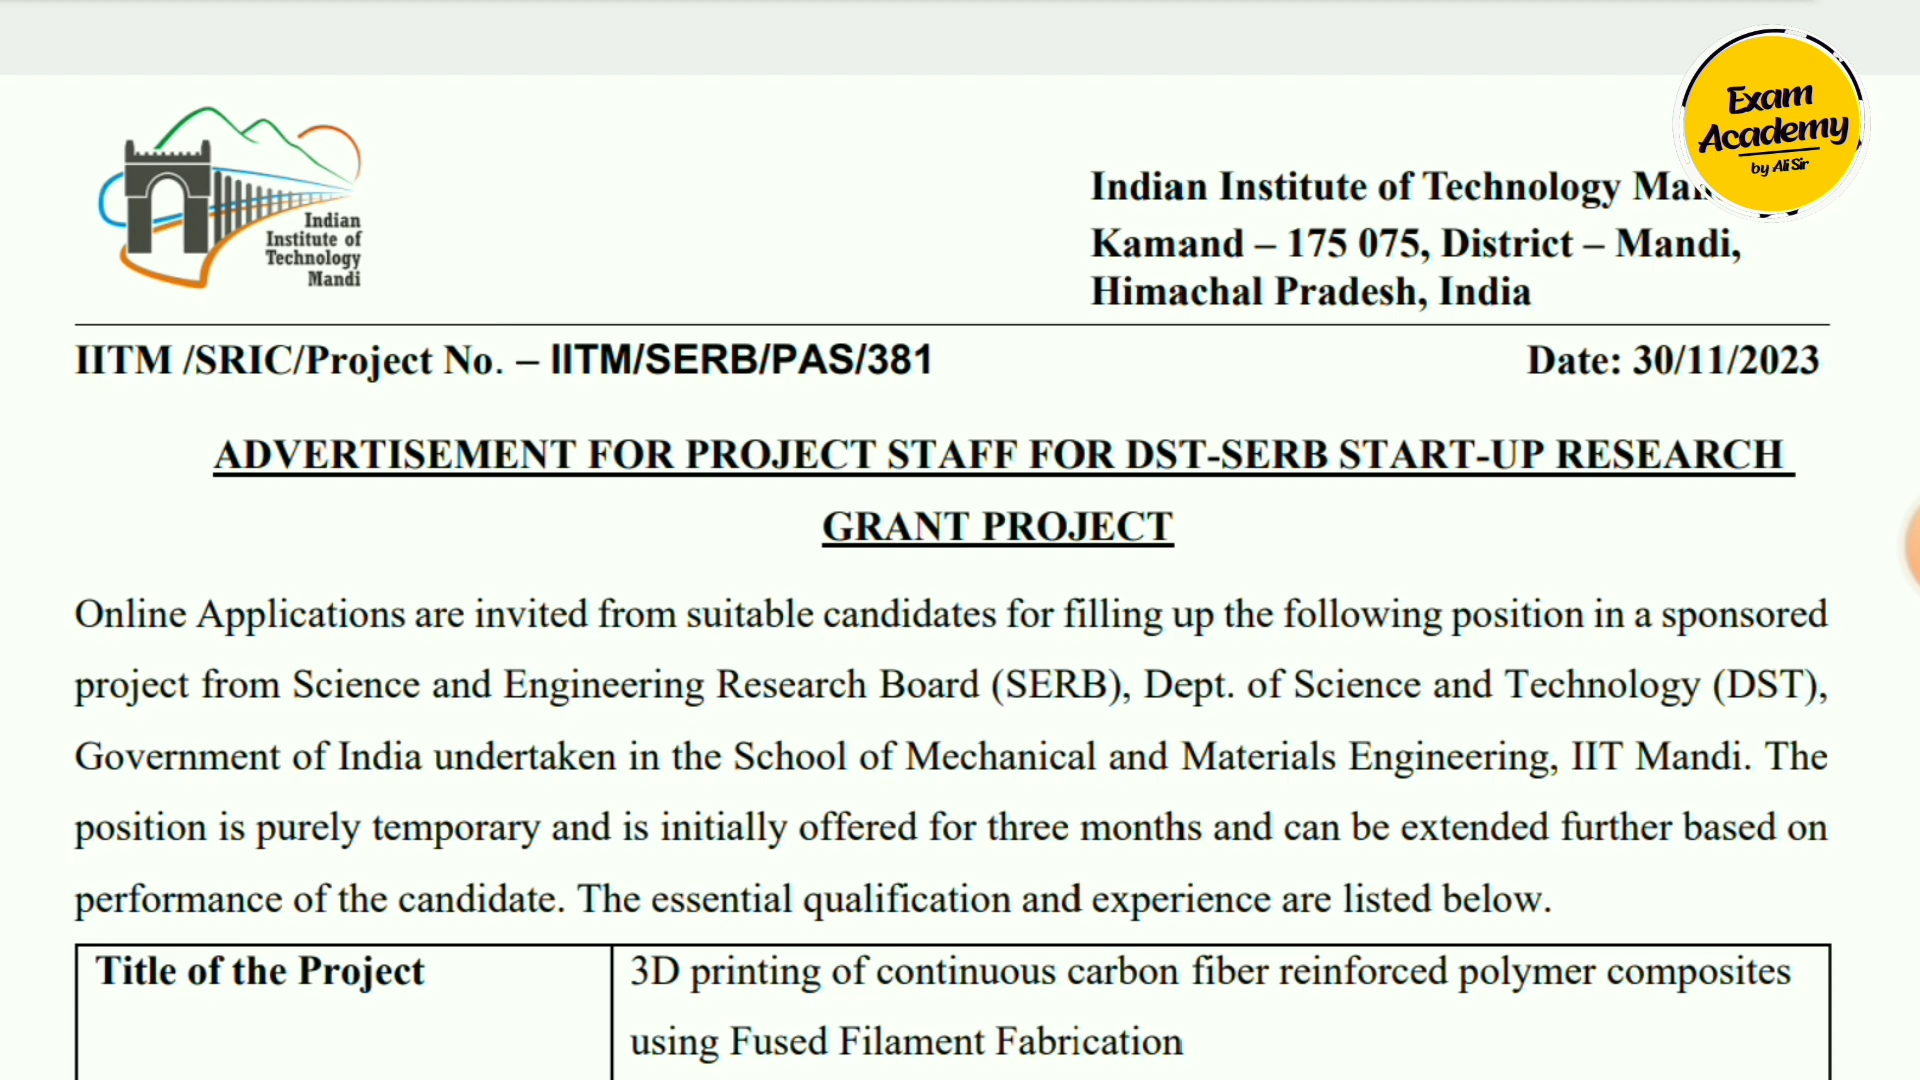 Exam
Academy
by Ali Sir
Indian
Institute of
Technology
Mandi
Indian Institute of Technology
Kamand – 175 075, District – Mandi,
Himachal Pradesh, India
IITM /SRIC/Project No. – IITM/SERB/PAS/381 Date: 30/11/2023
ADVERTISEMENT FOR PROJECT STAFF FOR DST-SERB START-UP RESEARCH
GRANT PROJECT
Online Applications are invited from suitable candidates for filling up the following position in a sponsored
project from Science and Engineering Research Board (SERB), Dept. of Science and Technology (DST),
Government of India undertaken in the School of Mechanical and Materials Engineering, IIT Mandi. The
position is purely temporary and is initially offered for three months and can be extended further based on
performance of the candidate. The essential qualification and experience are listed below.
Title of the Project 3D printing of continuous carbon fiber reinforced polymer composites
using Fused Filament Fabrication